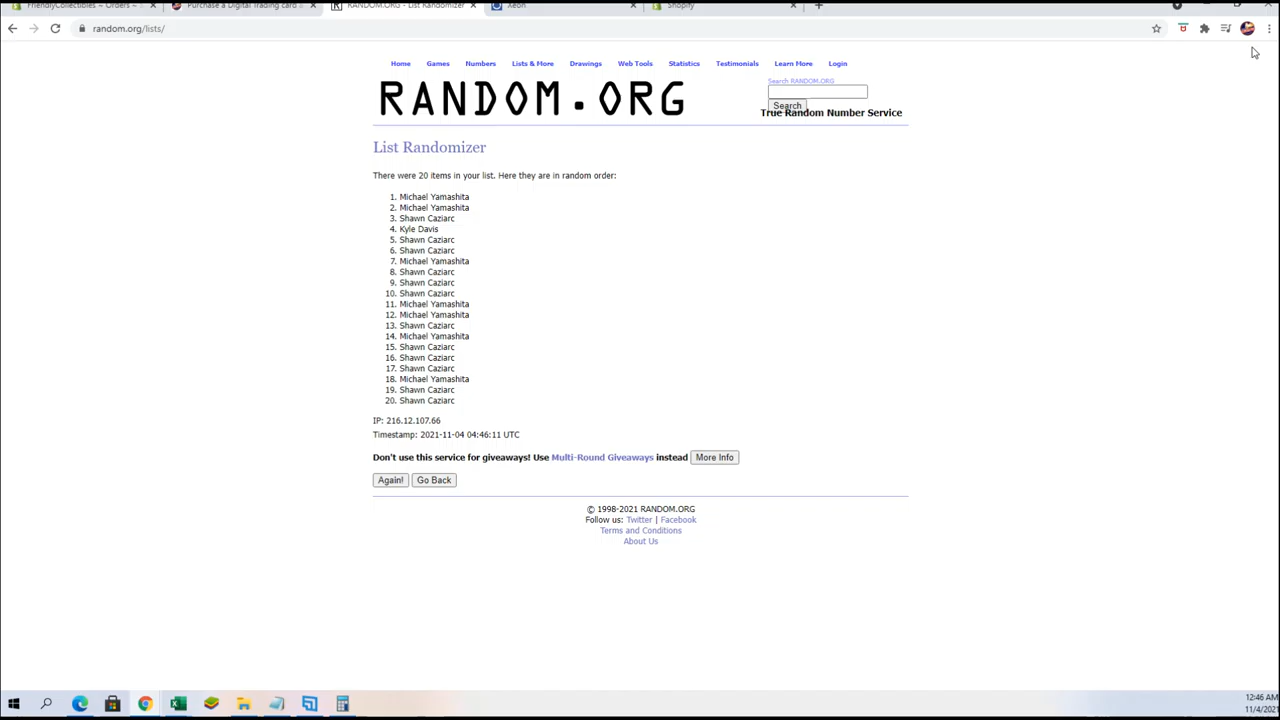 FriendlyCollectibles ~ Orders ~
Purchase a Digital Trading card a
RANDOM.ORG - List Randomizer
Xeon
Shopify
random.org/lists/
Home Games Numbers Lists & More Drawings Web Tools Statistics Testimonials Learn More Login
Search RANDOM.ORG
RANDOM.ORG
Search
True Random Number Service
List Randomizer
There were 20 items in your list. Here they are in random order:
1. Michael Yamashita
2. Michael Yamashita
3. Shawn Caziarc
4. Kyle Davis
5. Shawn Caziarc
6. Shawn Caziarc
7. Michael Yamashita
8. Shawn Caziarc
9. Shawn Caziarc
10. Shawn Caziarc
11. Michael Yamashita
12. Michael Yamashita
13. Shawn Caziarc
14. Michael Yamashita
15. Shawn Caziarc
16. Shawn Caziarc
17. Shawn Caziarc
18. Michael Yamashita
19. Shawn Caziarc
20. Shawn Caziarc
IP: 216.12.107.66
Timestamp: 2021-11-04 04:46:11 UTC
Don't use this service for giveaways! Use Multi-Round Giveaways instead More Info
Again! Go Back
© 1998-2021 RANDOM.ORG
Follow us: Twitter | Facebook
Terms and Conditions
About Us
12:46 AM
11/4/2021